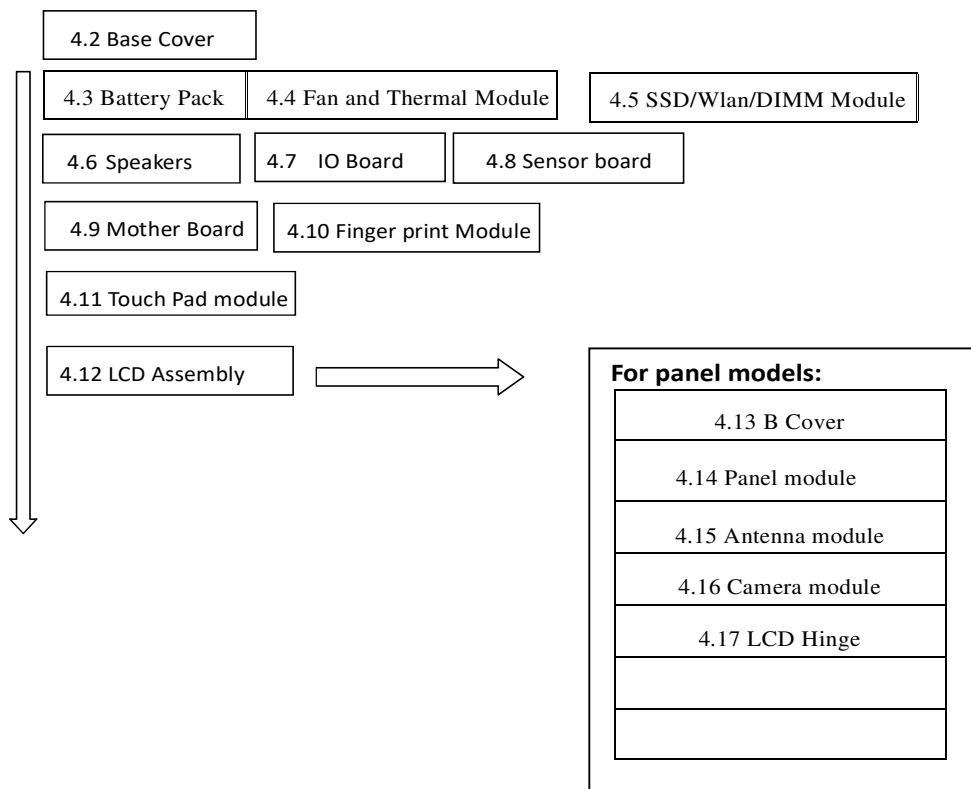 4.2 Base Cover
4.3 Battery Pack 4.4 Fan and Thermal Module 4.5 SSD/Wlan/DIMM Module
4.6 Speakers 4.7 IO Board 4.8 Sensor board
4.9 Mother Board 4.10 Finger print Module
4.11 Touch Pad module
4.12 LCD Assembly
For panel models:
4.13 B Cover
4.14 Panel module
4.15 Antenna module
4.16 Camera module
4.17 LCD Hinge